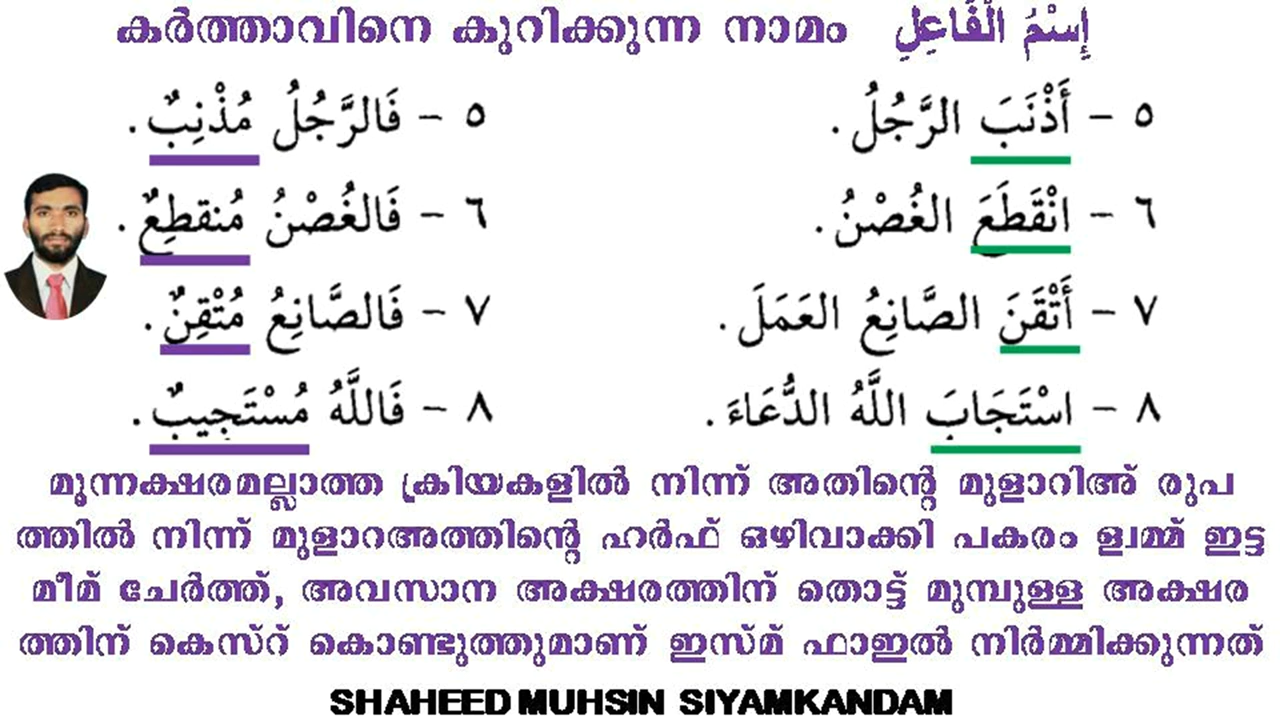 കർത്താവിനെ കുറിക്കുന്ന നാമം إِسْمُ الْفَاعِلِ
٥ - أَذْنَبَ الرَّجُلُ. ٥ - فَالرَّجُلُ مُذْنِبٌ.
٦ - انْقَطَعَ الغُصْنُ. ٦ - فَالغُصْنُ مُنقطِعٌ.
٧ - أَتْقَنَ الصَّانِعُ العَمَلَ. ٧ - فَالصَّانِعُ مُتْقِنٌ.
٨ - اسْتَجَابَ اللَّهُ الدُّعَاءَ. ٨ - فَاللَّهُ مُسْتَجِيبٌ.
മൂന്നക്ഷരമല്ലാത്ത ക്രിയകളിൽ നിന്ന് അതിന്റെ മുളാറിഅ് രുപ
ത്തിൽ നിന്ന് മുളാറഅത്തിന്റെ ഹർഫ് ഒഴിവാക്കി പകരം ള്വമ്മ് ഇട്ട
മീമ് ചേർത്ത്, അവസാന അക്ഷരത്തിന് തൊട്ട് മുമ്പുള്ള അക്ഷര
ത്തിന് കെസ്റ് കൊണ്ടുത്തുമാണ് ഇസ്മ് ഫാഇൽ നിർമ്മിക്കുന്നത്
SHAHEED MUHSIN SIYAMKANDAM